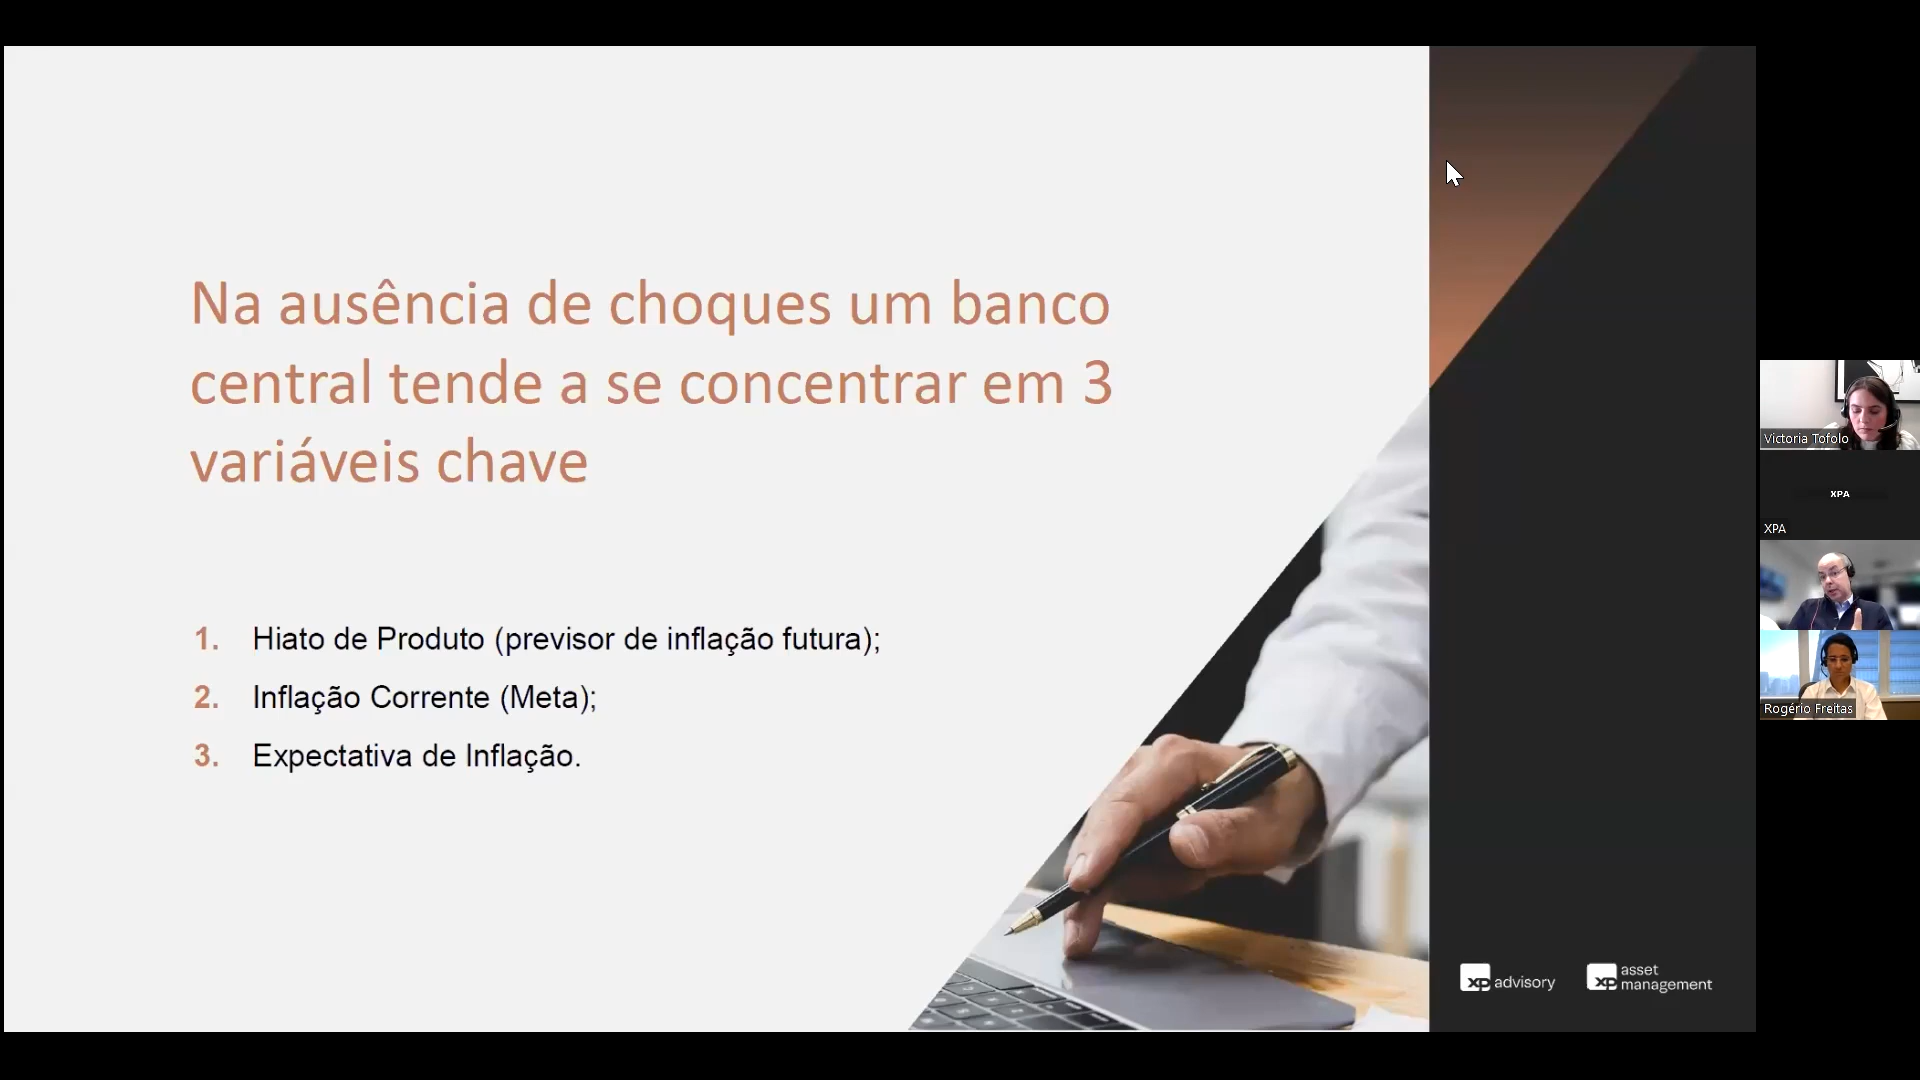 Na ausência de choques um banco
central tende a se concentrar em 3
variáveis chave
1. Hiato de Produto (previsor de inflação futura);
2. Inflação Corrente (Meta);
3. Expectativa de Inflação.
xp advisory
xp asset
management
Victoria Tofolo
XPA
XPA
Rogério Freitas